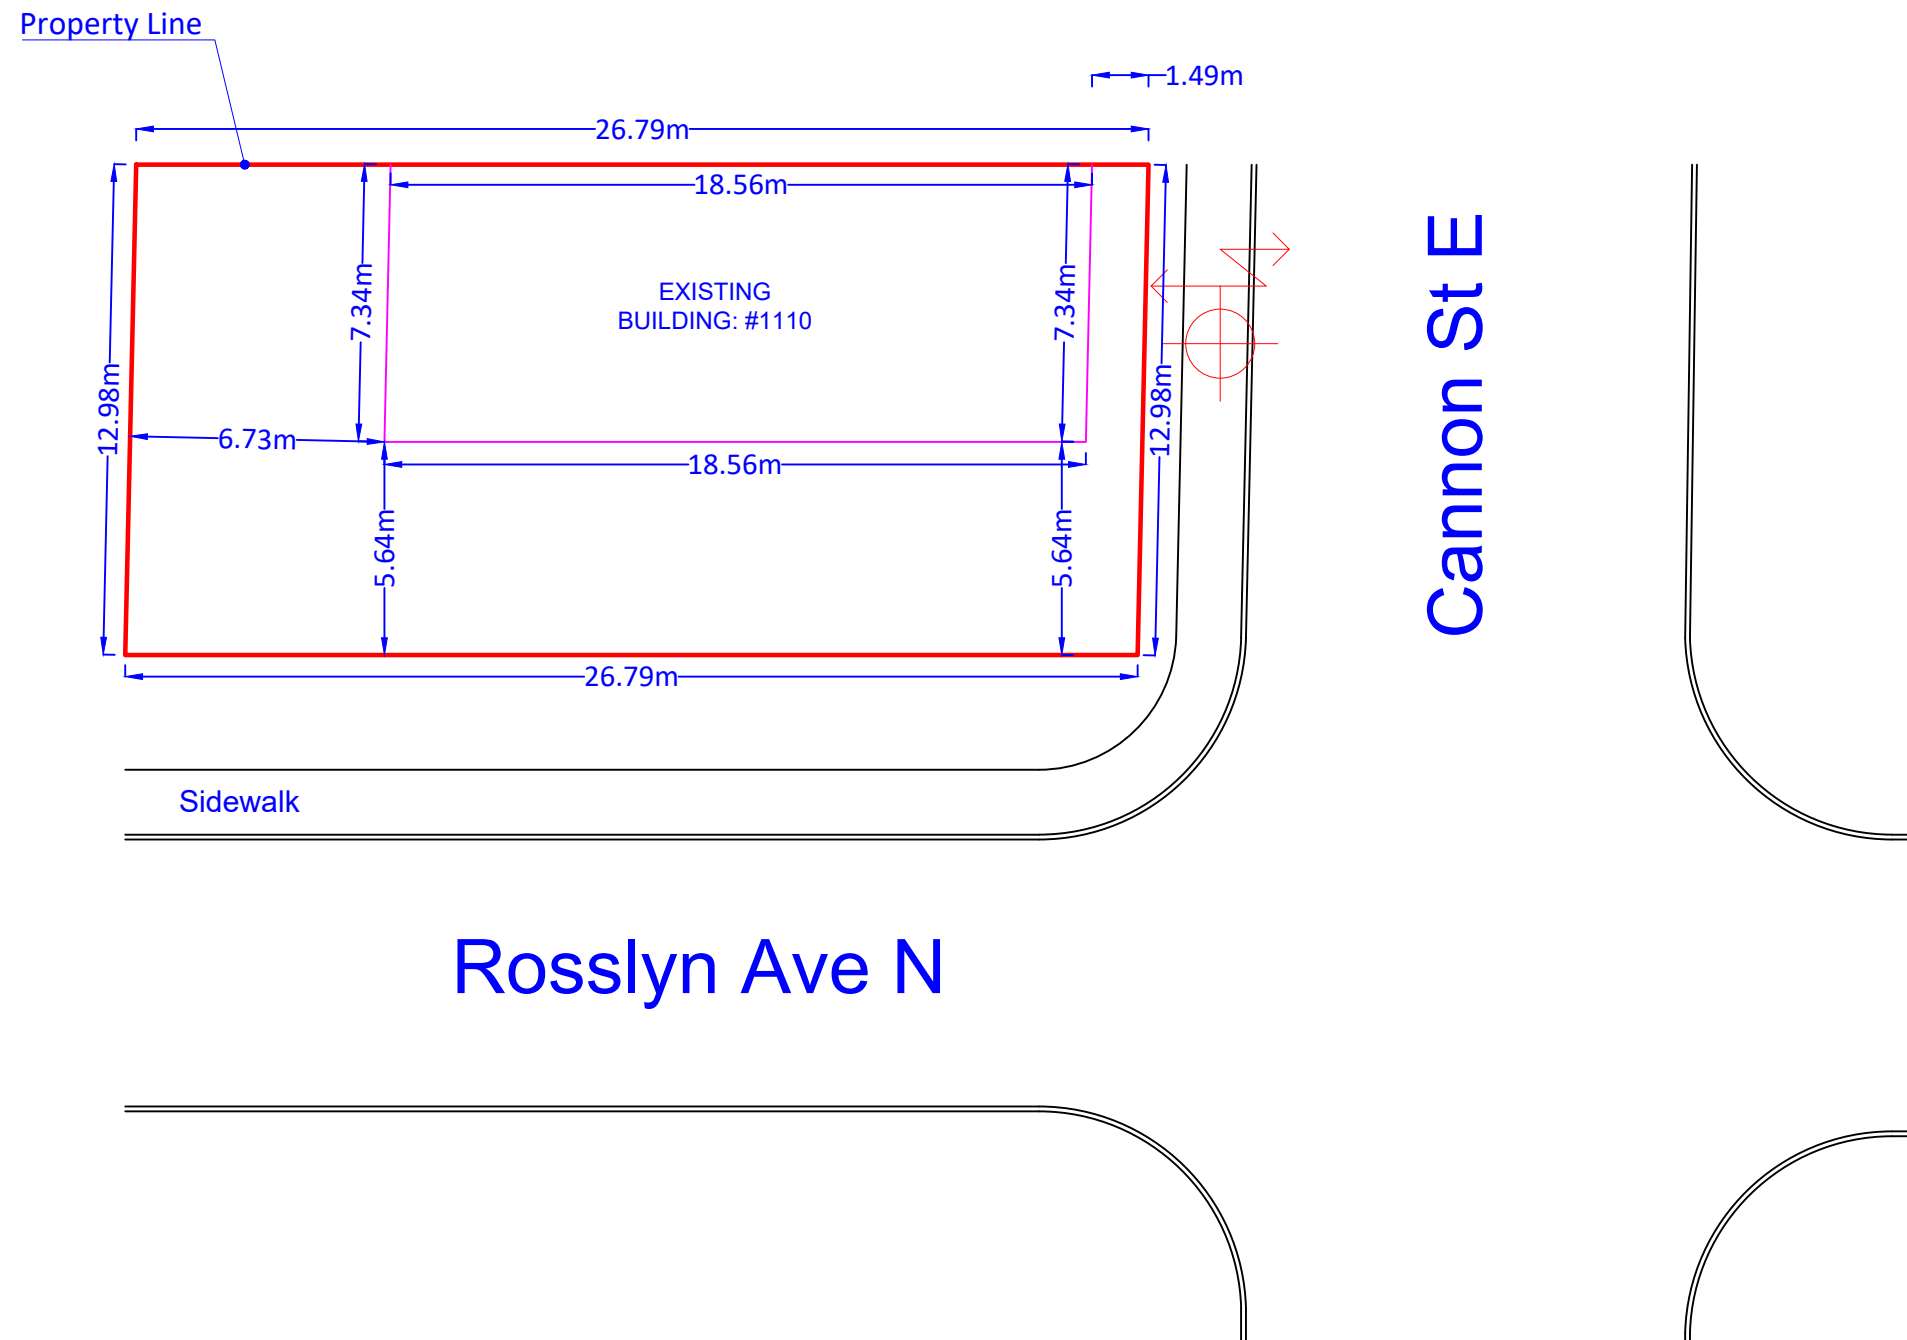 Property Line
1.49m
26.79m
18.56m
7.34m
7.34m
EXISTING
BUILDING: #1110
12.98m
12.98m
6.73m
18.56m
5.64m
5.64m
26.79m
Cannon St E
Sidewalk
Rosslyn Ave N